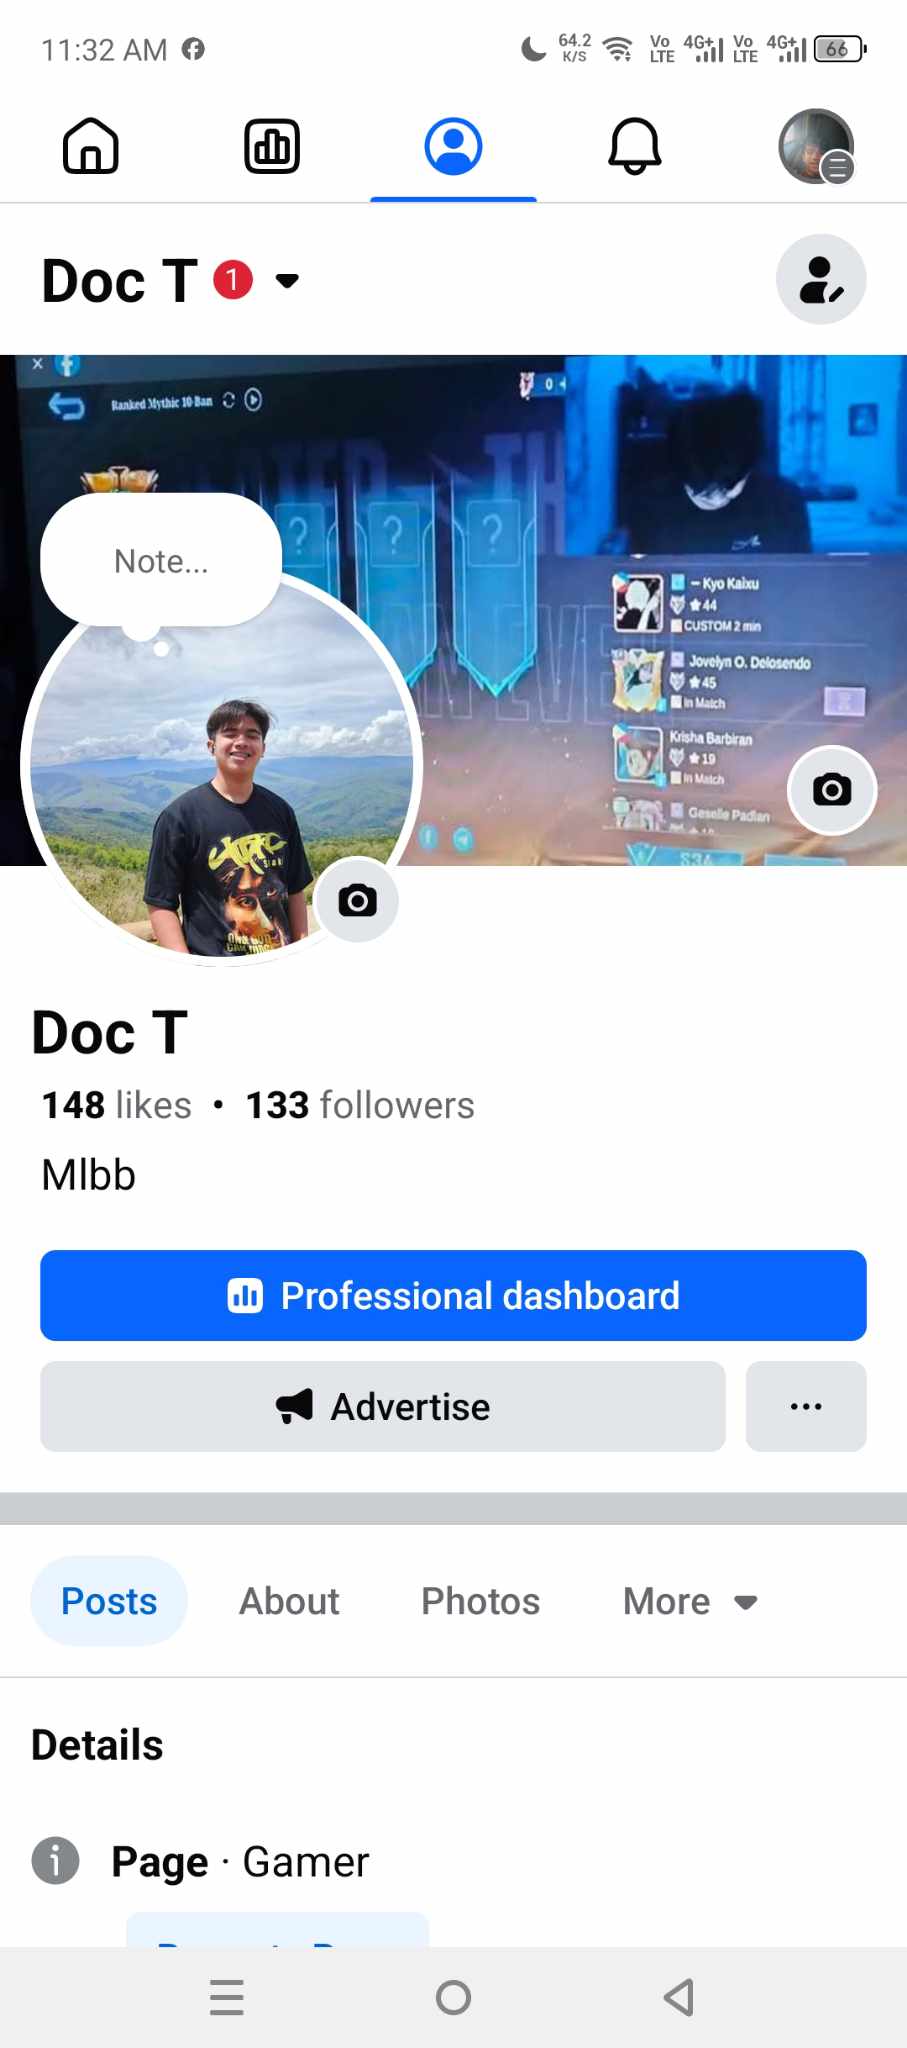 11:32 AM
64.2
K/S
Vo
LTE
4G+
Vo
LTE
4G+
66
Doc T
1
Ranked Mythic 10-Ban
0 +
Note...
? ? ?
Kyo Kaixu
44
CUSTOM 2 min
Jovelyn O. Delosendo
45
In Match
Krisha Barbiran
19
In Match
Geselle Padlan
S34
Doc T
148 likes • 133 followers
Mlbb
Professional dashboard
Advertise
...
Posts
About
Photos
More
Details
Page · Gamer